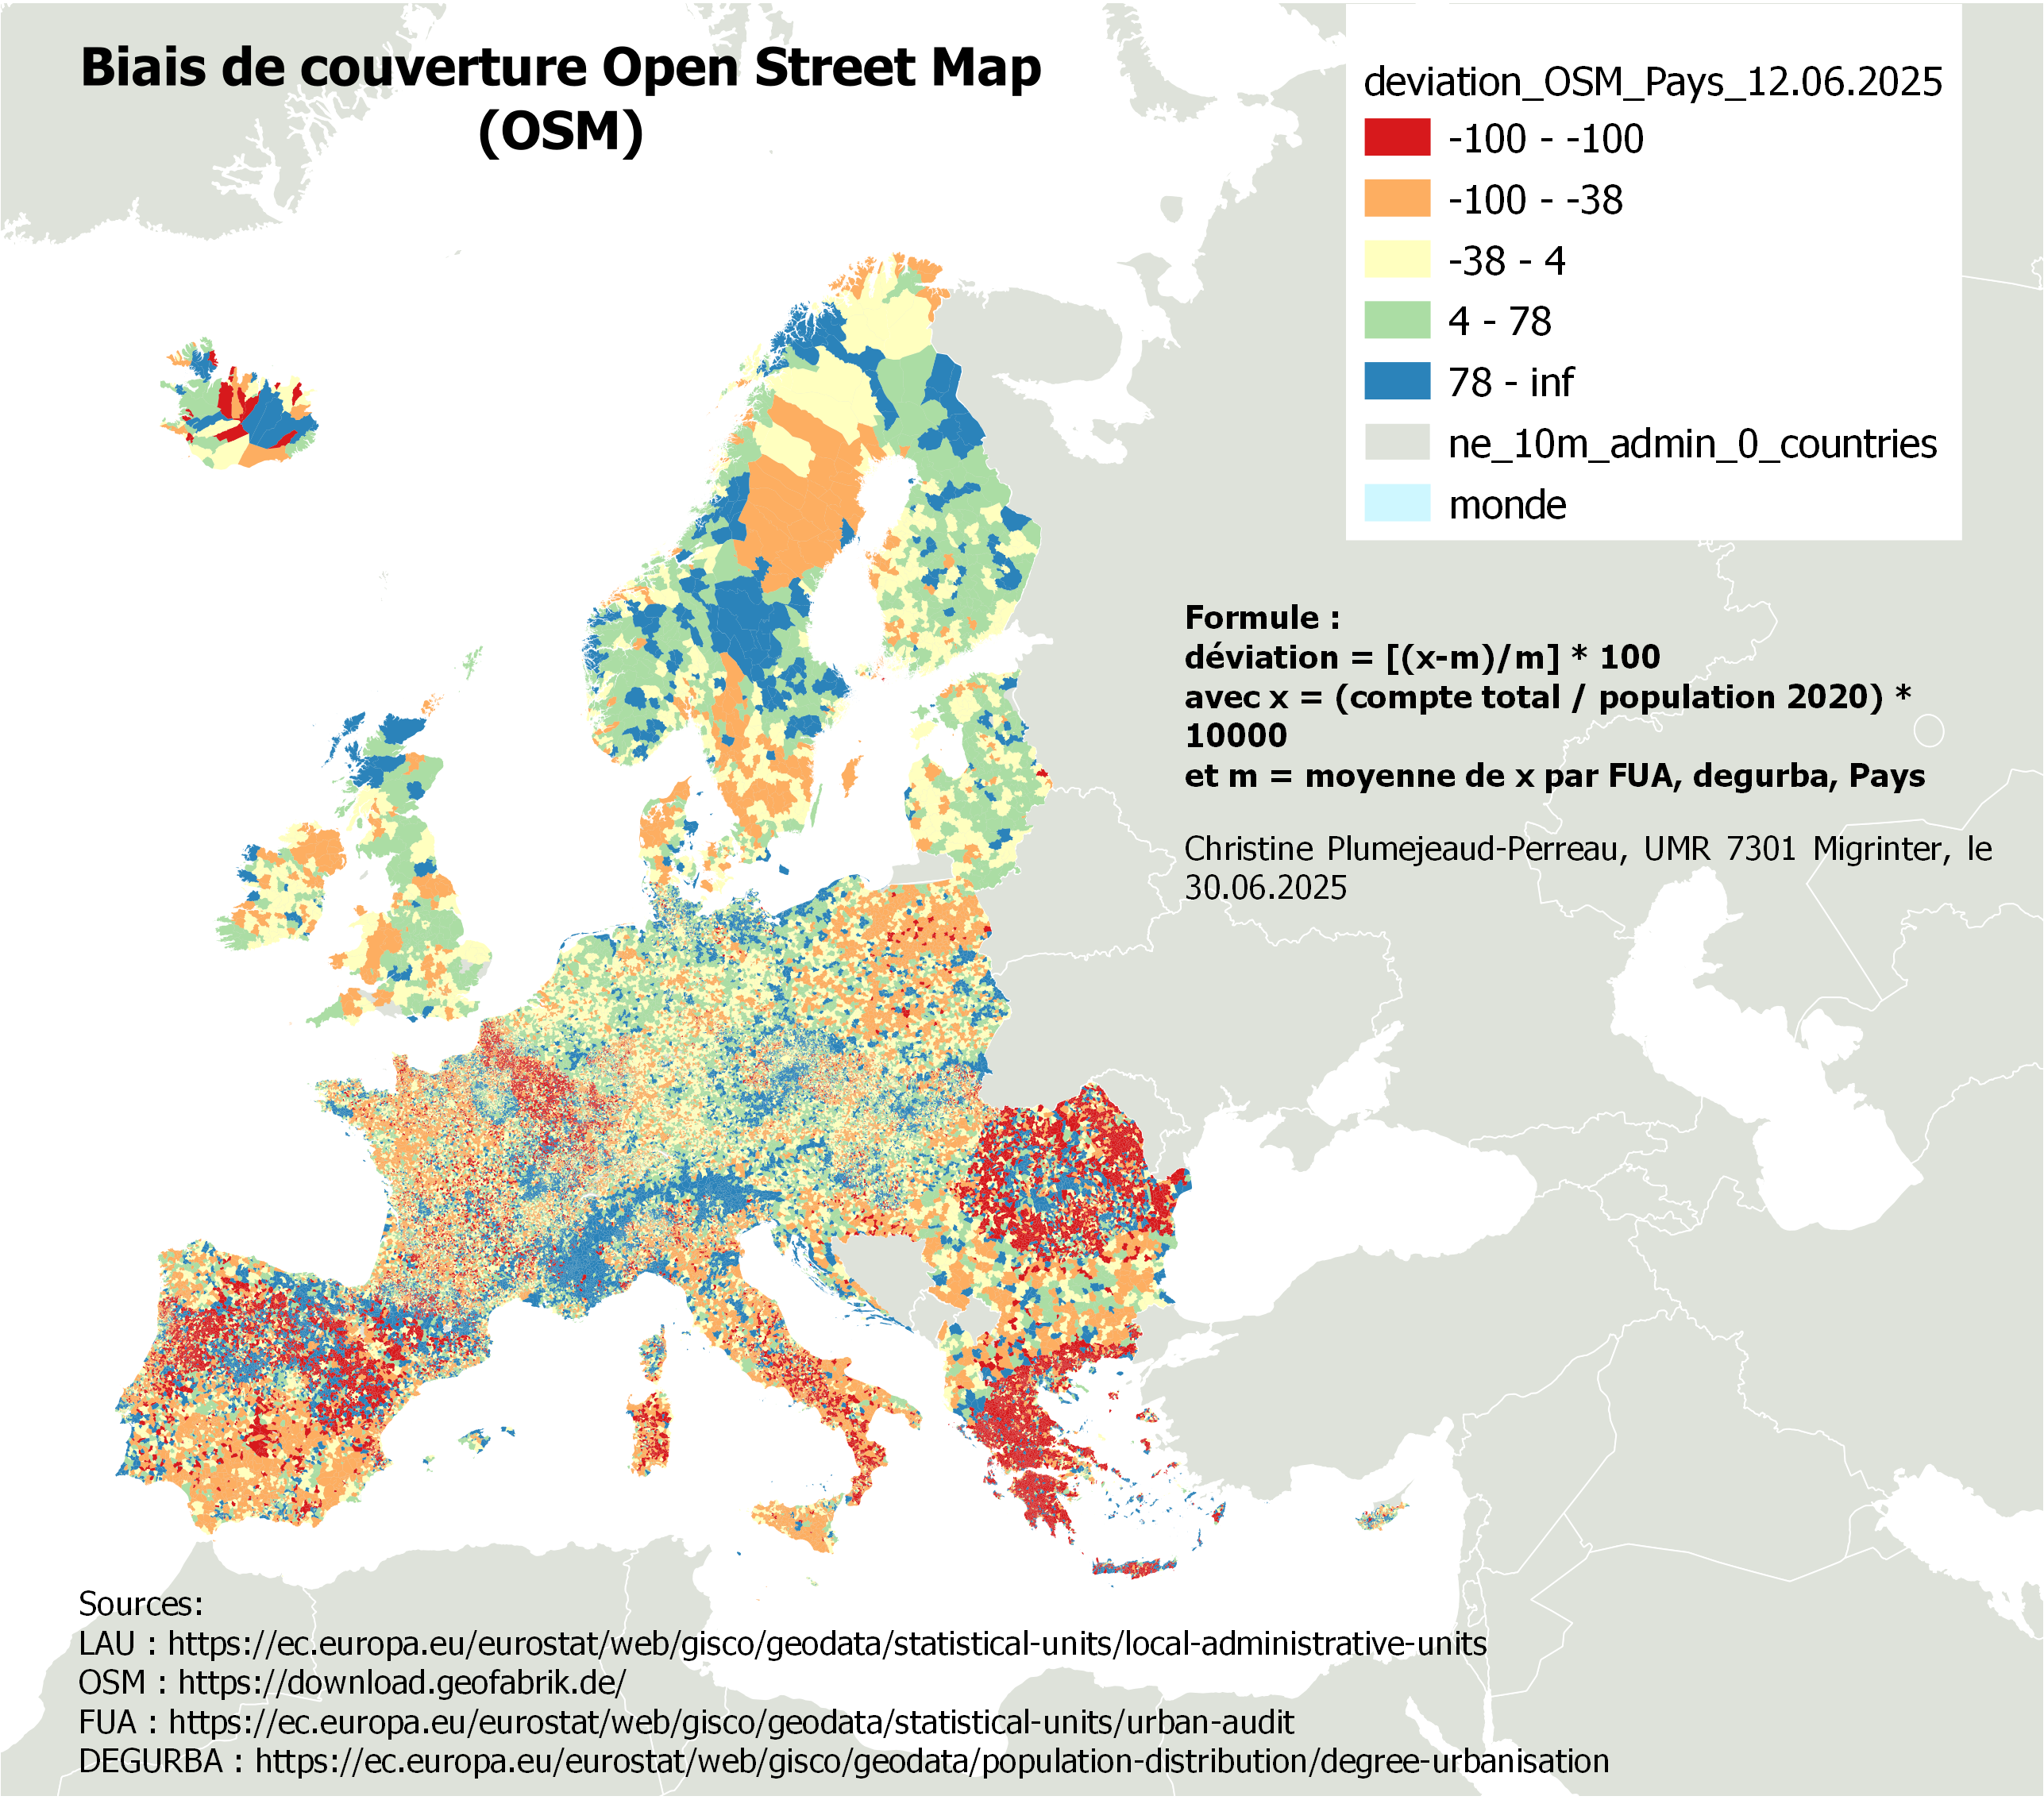 Biais de couverture Open Street Map
(OSM)
deviation_OSM_Pays_12.06.2025
-100 - -100
-100 - -38
-38 - 4
4 - 78
78 - inf
ne_10m_admin_0_countries
monde
Formule :
déviation = [(x-m)/m] * 100
avec x = (compte total / population 2020) *
10000
et m = moyenne de x par FUA, degurba, Pays
Christine Plumejeaud-Perreau, UMR 7301 Migrinter, le
30.06.2025
Sources:
LAU : https://ec.europa.eu/eurostat/web/gisco/geodata/statistical-units/local-administrative-units
OSM : https://download.geofabrik.de/
FUA : https://ec.europa.eu/eurostat/web/gisco/geodata/statistical-units/urban-audit
DEGURBA : https://ec.europa.eu/eurostat/web/gisco/geodata/population-distribution/degree-urbanisation